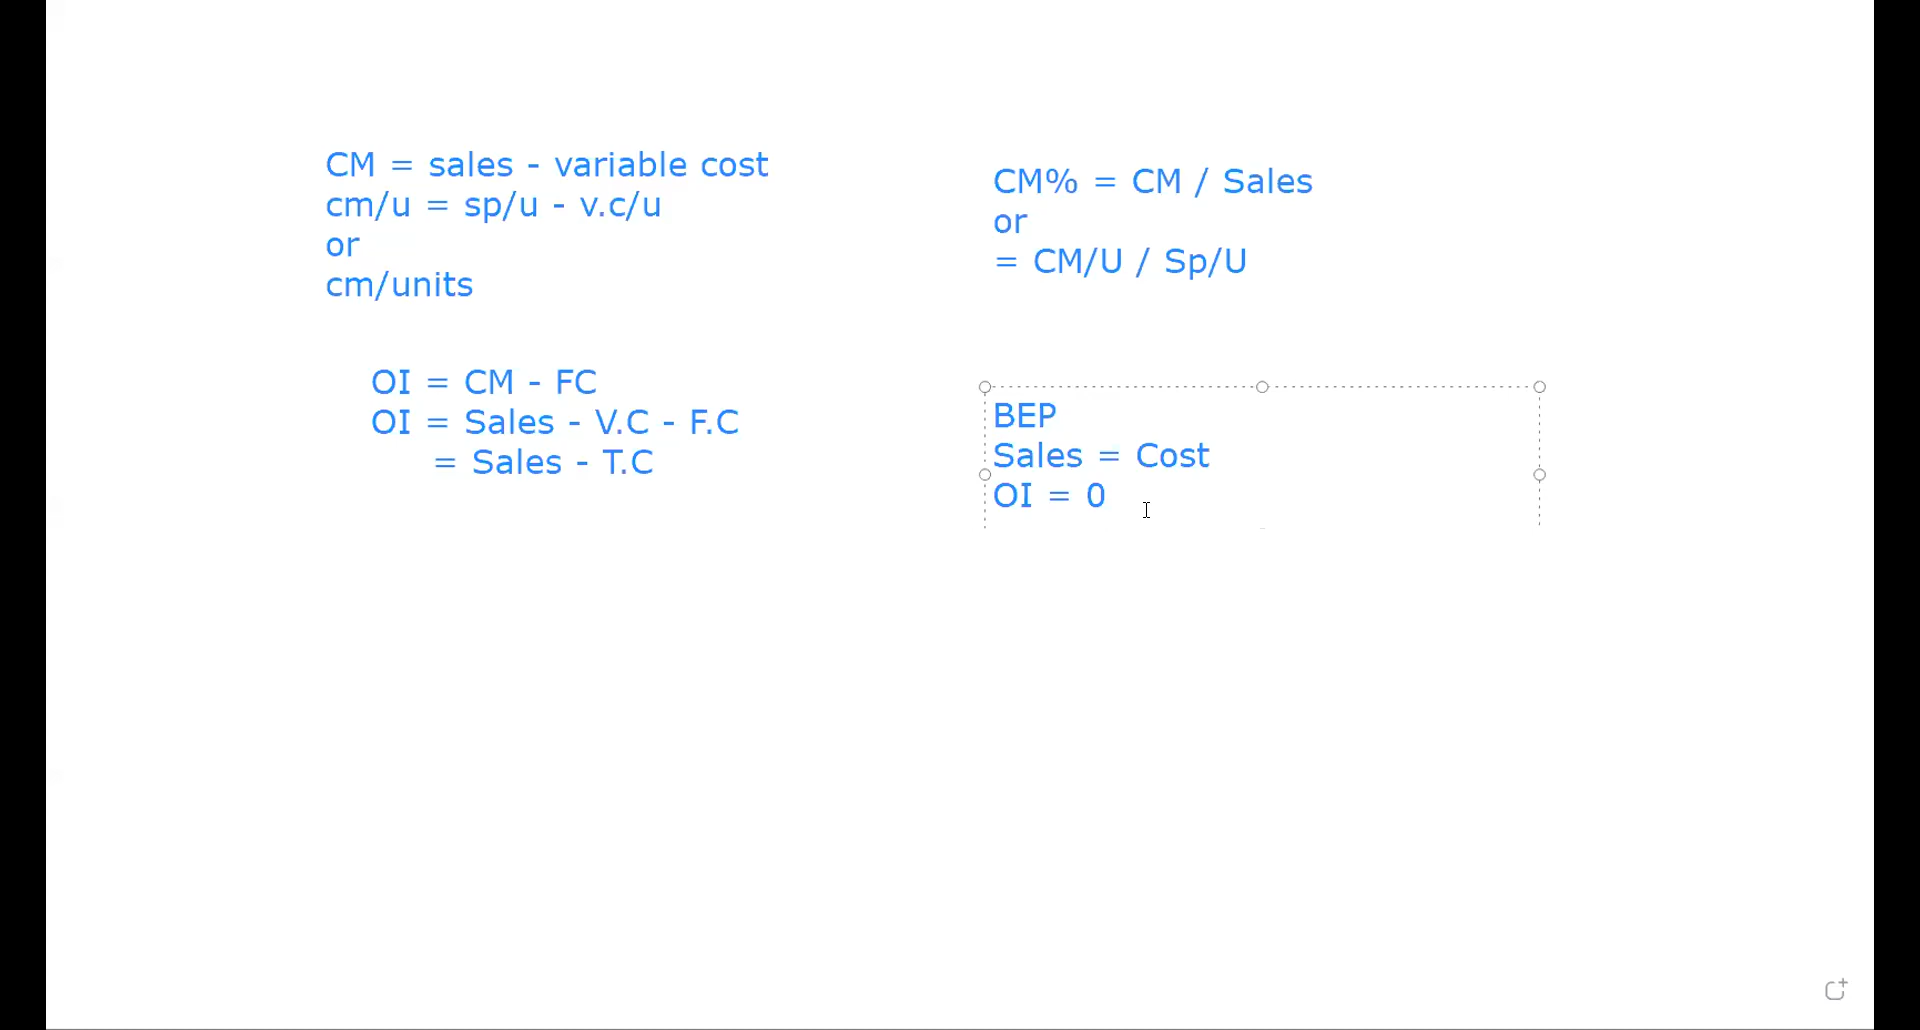 CM = sales - variable cost
cm/u = sp/u - v.c/u
or
cm/units
CM% = CM / Sales
or
= CM/U / Sp/U
OI = CM - FC
OI = Sales - V.C - F.C
= Sales - T.C
BEP
Sales = Cost
OI = 0